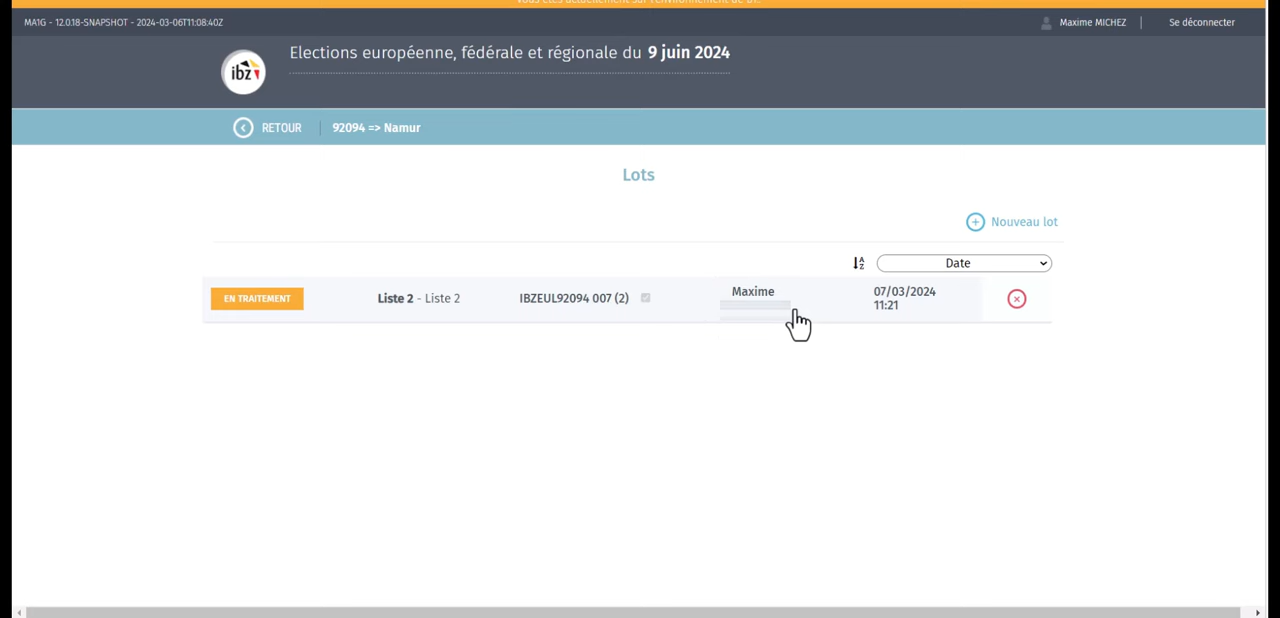 MA1G - 12.0.18-SNAPSHOT - 2024-03-06T11:08:40Z
Maxime MICHEZ
Se déconnecter
ibz
Elections européenne, fédérale et régionale du 9 juin 2024
RETOUR
92094 => Namur
Lots
Nouveau lot
Date
EN TRAITEMENT
Liste 2 - Liste 2
IBZEUL92094 007 (2)
Maxime
07/03/2024
11:21